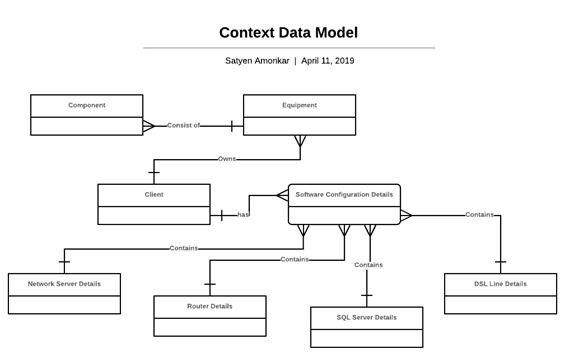 Context Data Model
Satyen Amonkar | April 11, 2019
Component
Equipment
Consist of
Owns
Client
Software Configuration Details
has
Contains
Contains
Contains
Contains
Network Server Details
Router Details
SQL Server Details
DSL Line Details